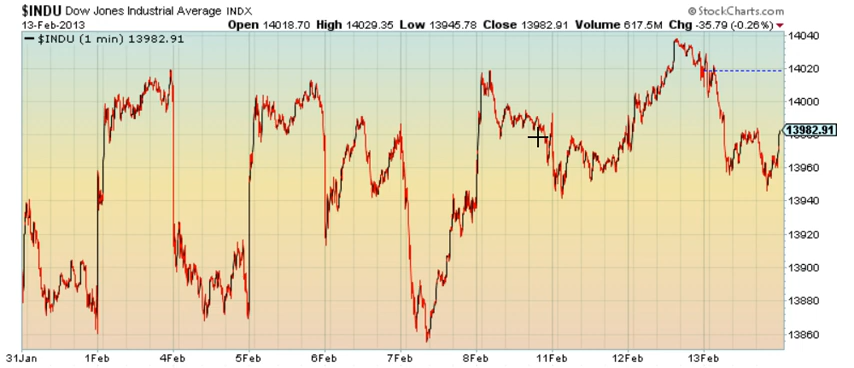 $INDU Dow Jones Industrial Average INDX
© StockCharts.com
13-Feb-2013
Open 14018.70 High 14029.35 Low 13945.78 Close 13982.91 Volume 617.5M Chg -35.79 (-0.26%)
$INDU (1 min) 13982.91
14040
14020
14000
13982.91
13960
13940
13920
13900
13880
13860
31Jan 1Feb 4Feb 5Feb 6Feb 7Feb 8Feb 11Feb 12Feb 13Feb